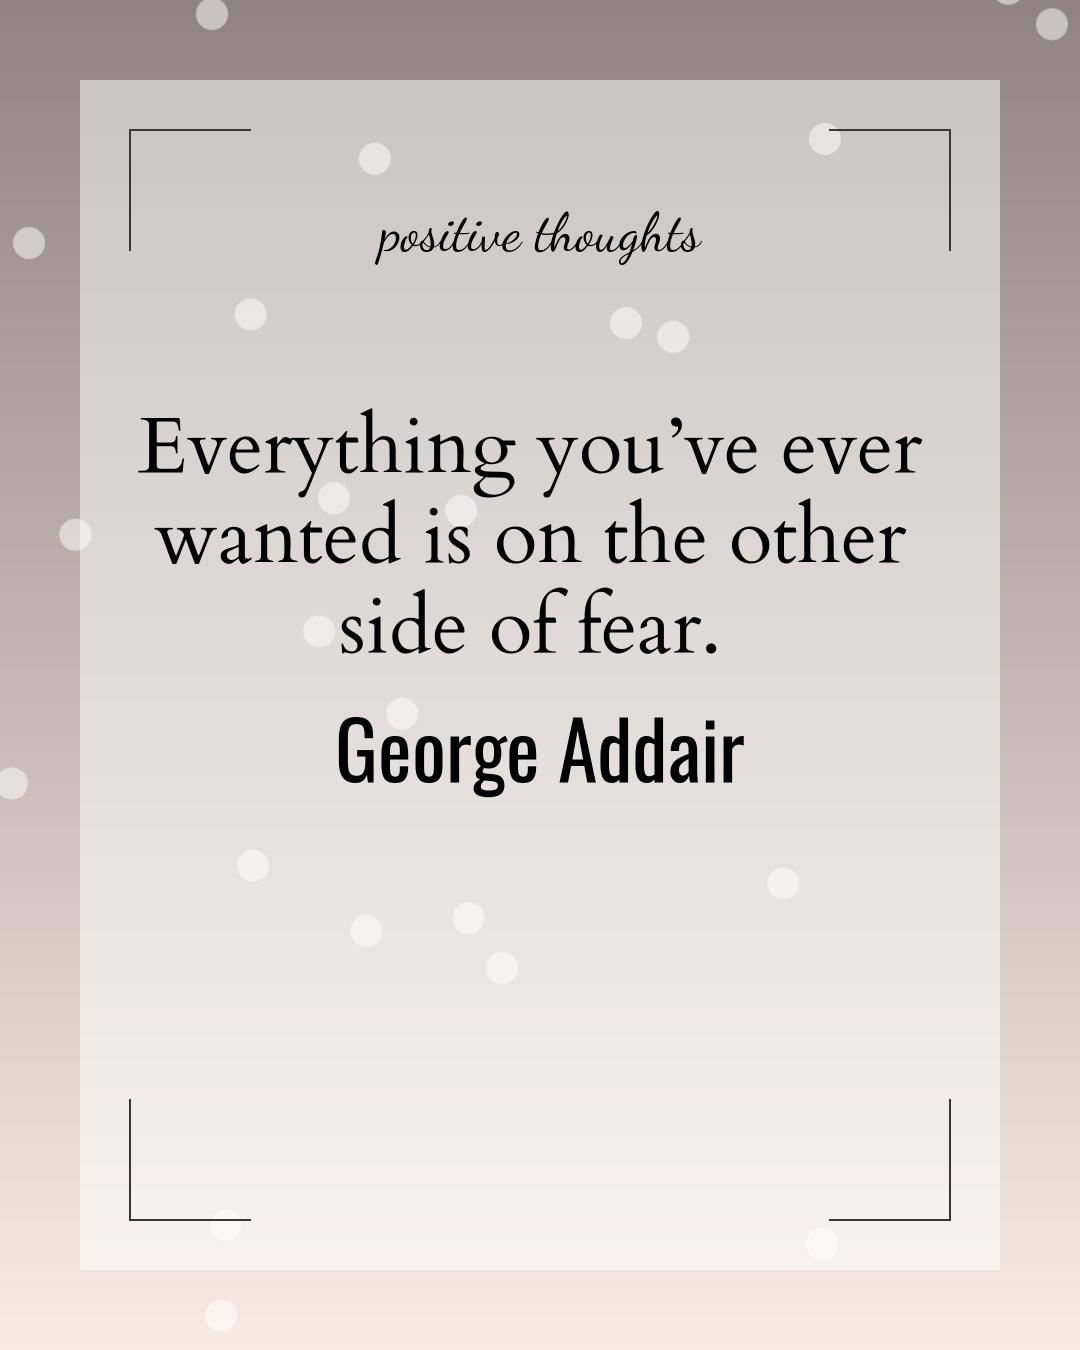 positive thoughts
Everything you’ve ever
wanted is on the other
side of fear.
George Addair